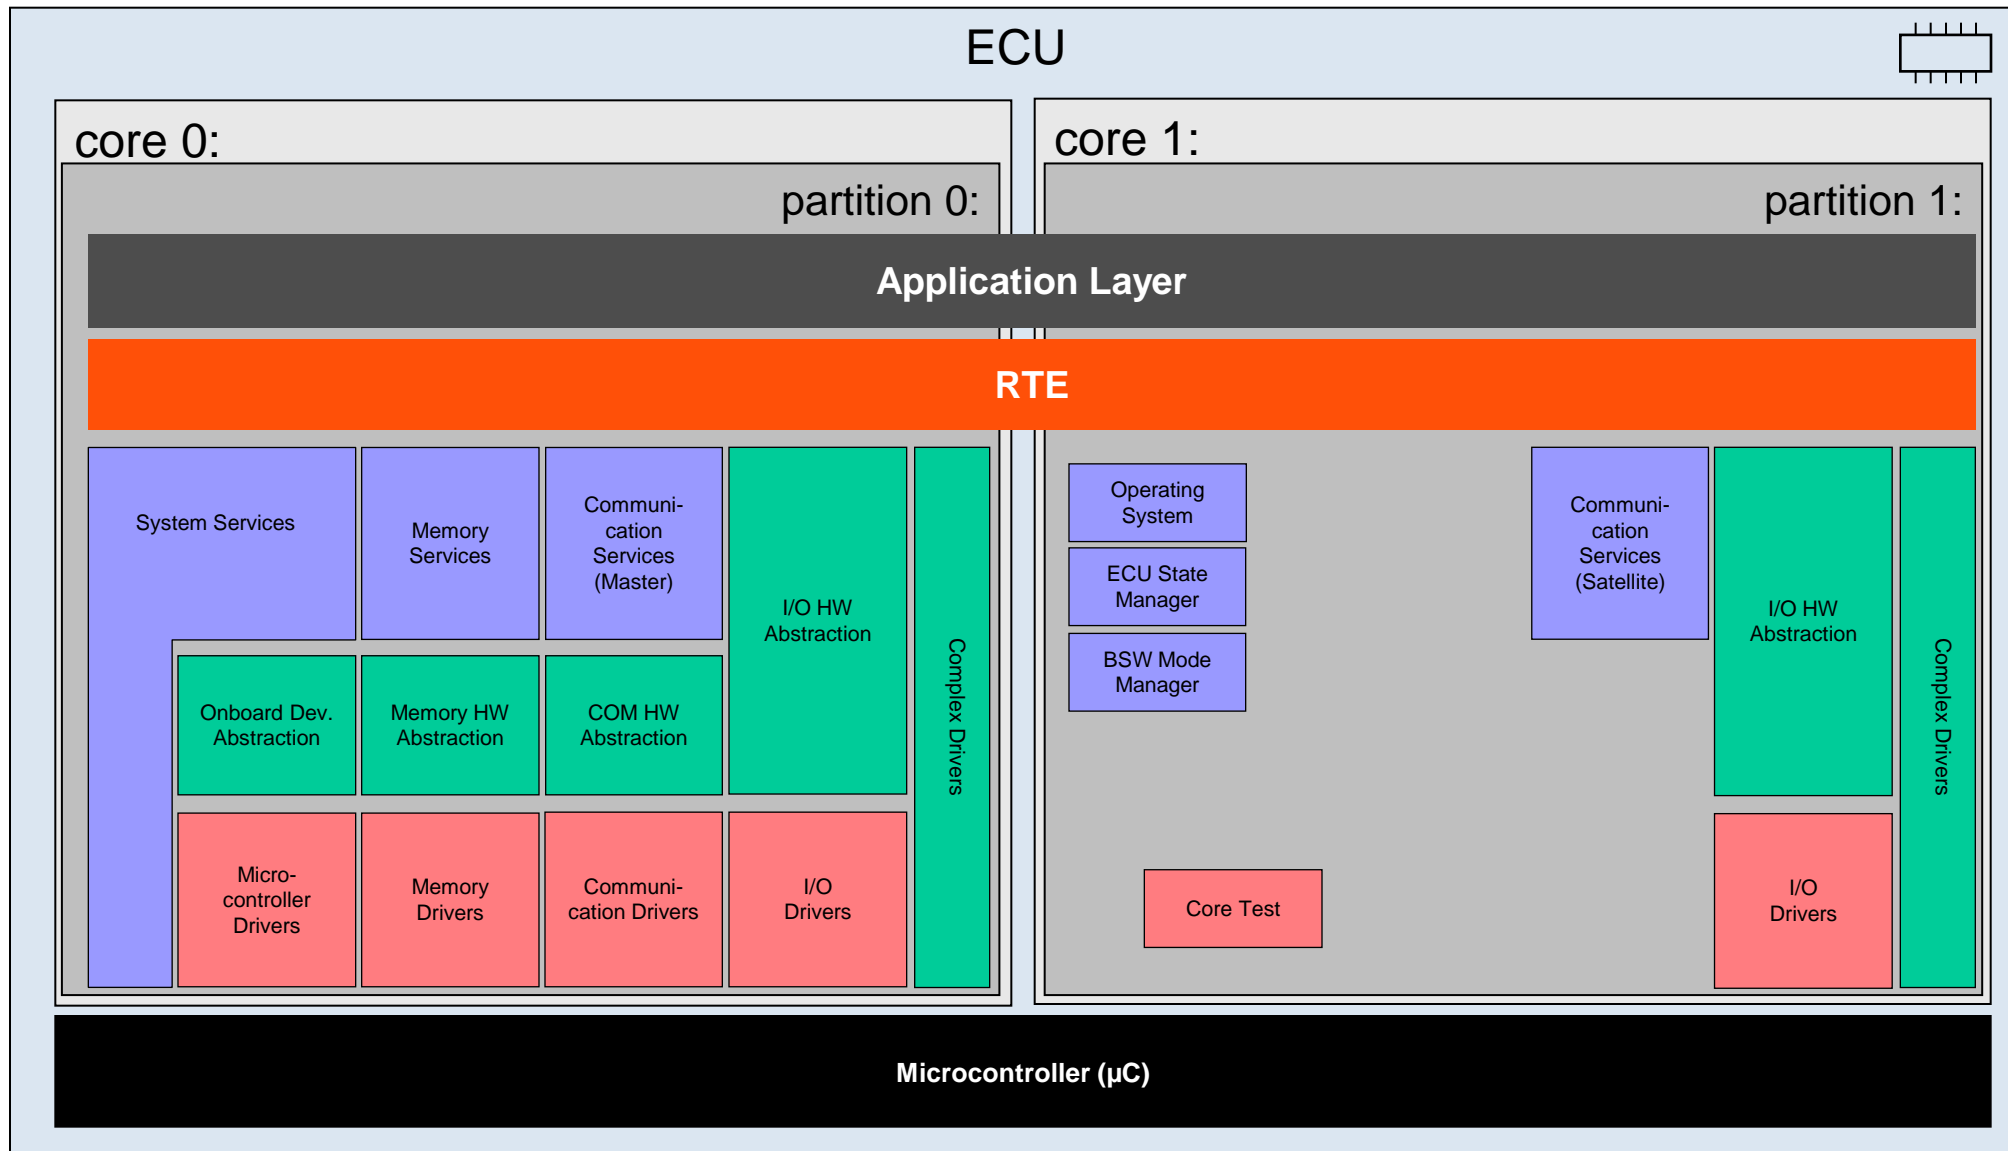 ECU
core 0:
partition 0:
core 1:
partition 1:
Application Layer
RTE
System Services
Memory
Services
Communi-
cation
Services
(Master)
I/O HW
Abstraction
Complex Drivers
Onboard Dev.
Abstraction
Memory HW
Abstraction
COM HW
Abstraction
Micro-
controller
Drivers
Memory
Drivers
Communi-
cation Drivers
I/O
Drivers
Operating
System
ECU State
Manager
BSW Mode
Manager
Core Test
Communi-
cation
Services
(Satellite)
I/O HW
Abstraction
I/O
Drivers
Complex Drivers
Microcontroller (µC)